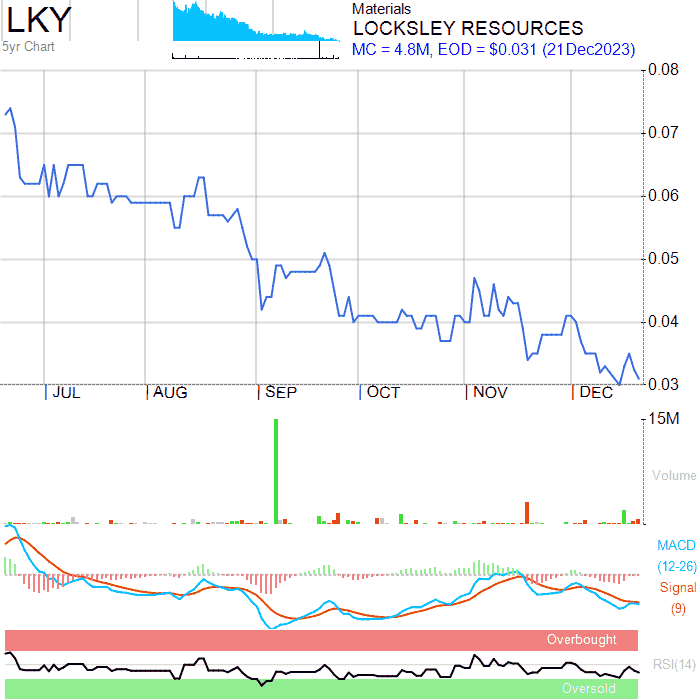 LKY
5yr Chart
Materials
LOCKSLEY RESOURCES
MC = 4.8M, EOD = $0.031 (21Dec2023)
0.08
0.07
0.06
0.05
0.04
0.03
JUL AUG SEP OCT NOV DEC
15M
Volume
MACD
(12-26)
Signal
(9)
Overbought
RSI(14)
Oversold